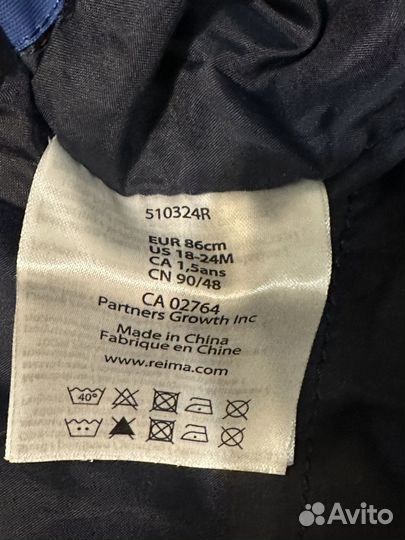 510324R
EUR 86cm
US 18-24M
CA 1,5ans
CN 90/48
CA 02764
Partners Growth Inc
Made in China
Fabrique en Chine
www.reima.com
40°
Avito